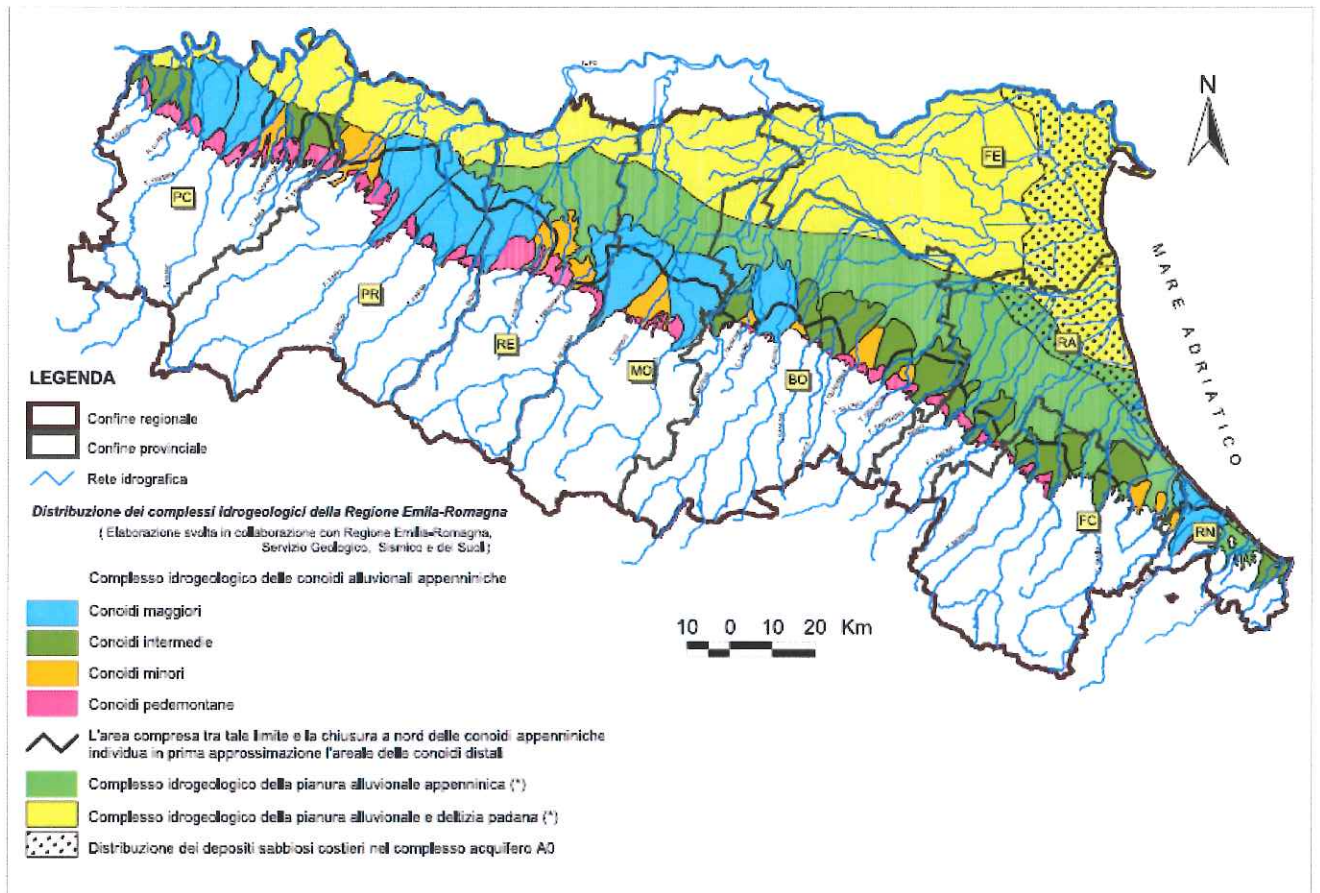 N
PC
PR
RE
MO
BO
FE
RA
FC
RN
MARE ADRIATICO
LEGENDA
Confine regionale
Confine provinciale
Rete idrografica
Distribuzione dei complessi idrogeologici della Regione Emilia-Romagna
( Elaborazione svolta in collaborazione con Regione Emilia-Romagna,
Servizio Geologico, Sismico e dei Suoli )
Complesso idrogeologico delle conoidi alluvionali appenniniche
Conoidi maggiori
Conoidi intermedie
Conoidi minori
Conoidi pedemontane
L'area compresa tra tale limite e la chiusura a nord delle conoidi appenniniche
individua in prima approssimazione l'areale delle conoidi distali
Complesso idrogeologico della pianura alluvionale appenninica (*)
Complesso idrogeologico della pianura alluvionale e deltizia padana (*)
Distribuzione dei depositi sabbiosi costieri nel complesso acquifero A0
10 0 10 20 Km